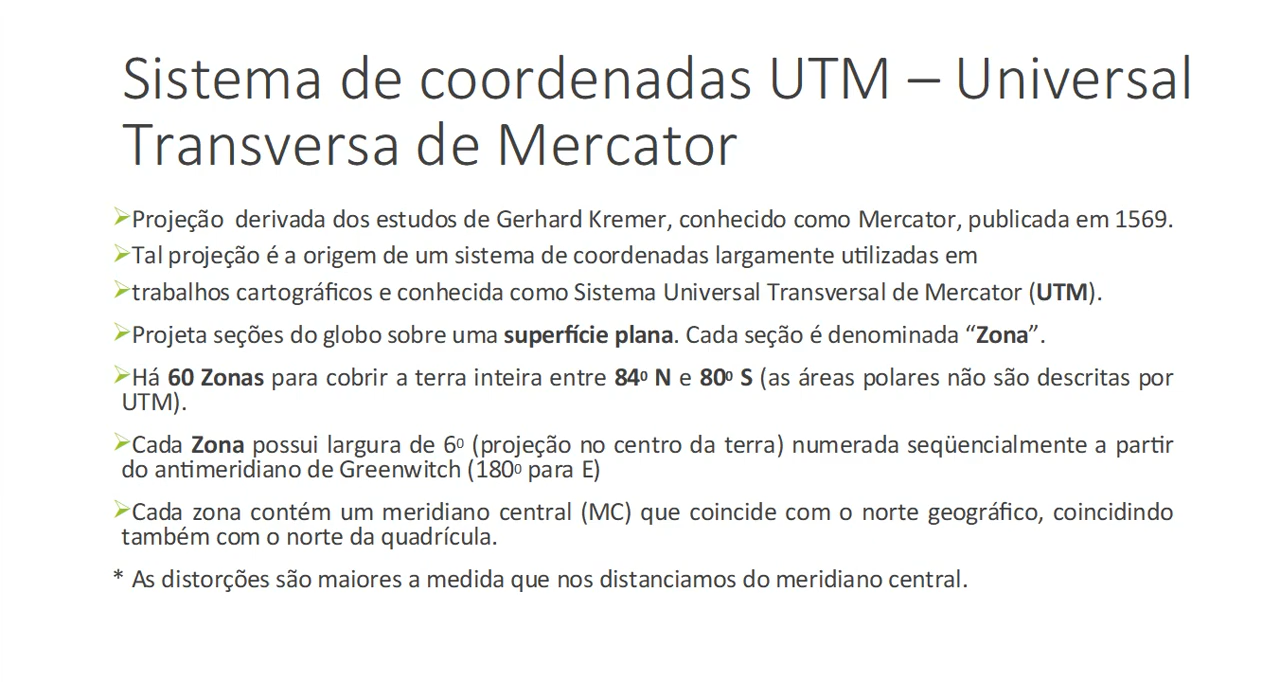 Sistema de coordenadas UTM – Universal
Transversa de Mercator
➢Projeção derivada dos estudos de Gerhard Kremer, conhecido como Mercator, publicada em 1569.
➢Tal projeção é a origem de um sistema de coordenadas largamente utilizadas em
➢trabalhos cartográficos e conhecida como Sistema Universal Transversal de Mercator (UTM).
➢Projeta seções do globo sobre uma superfície plana. Cada seção é denominada “Zona”.
➢Há 60 Zonas para cobrir a terra inteira entre 84⁰ N e 80⁰ S (as áreas polares não são descritas por
UTM).
➢Cada Zona possui largura de 6⁰ (projeção no centro da terra) numerada seqüencialmente a partir
do antimeridiano de Greenwitch (180⁰ para E)
➢Cada zona contém um meridiano central (MC) que coincide com o norte geográfico, coincidindo
também com o norte da quadrícula.
* As distorções são maiores a medida que nos distanciamos do meridiano central.